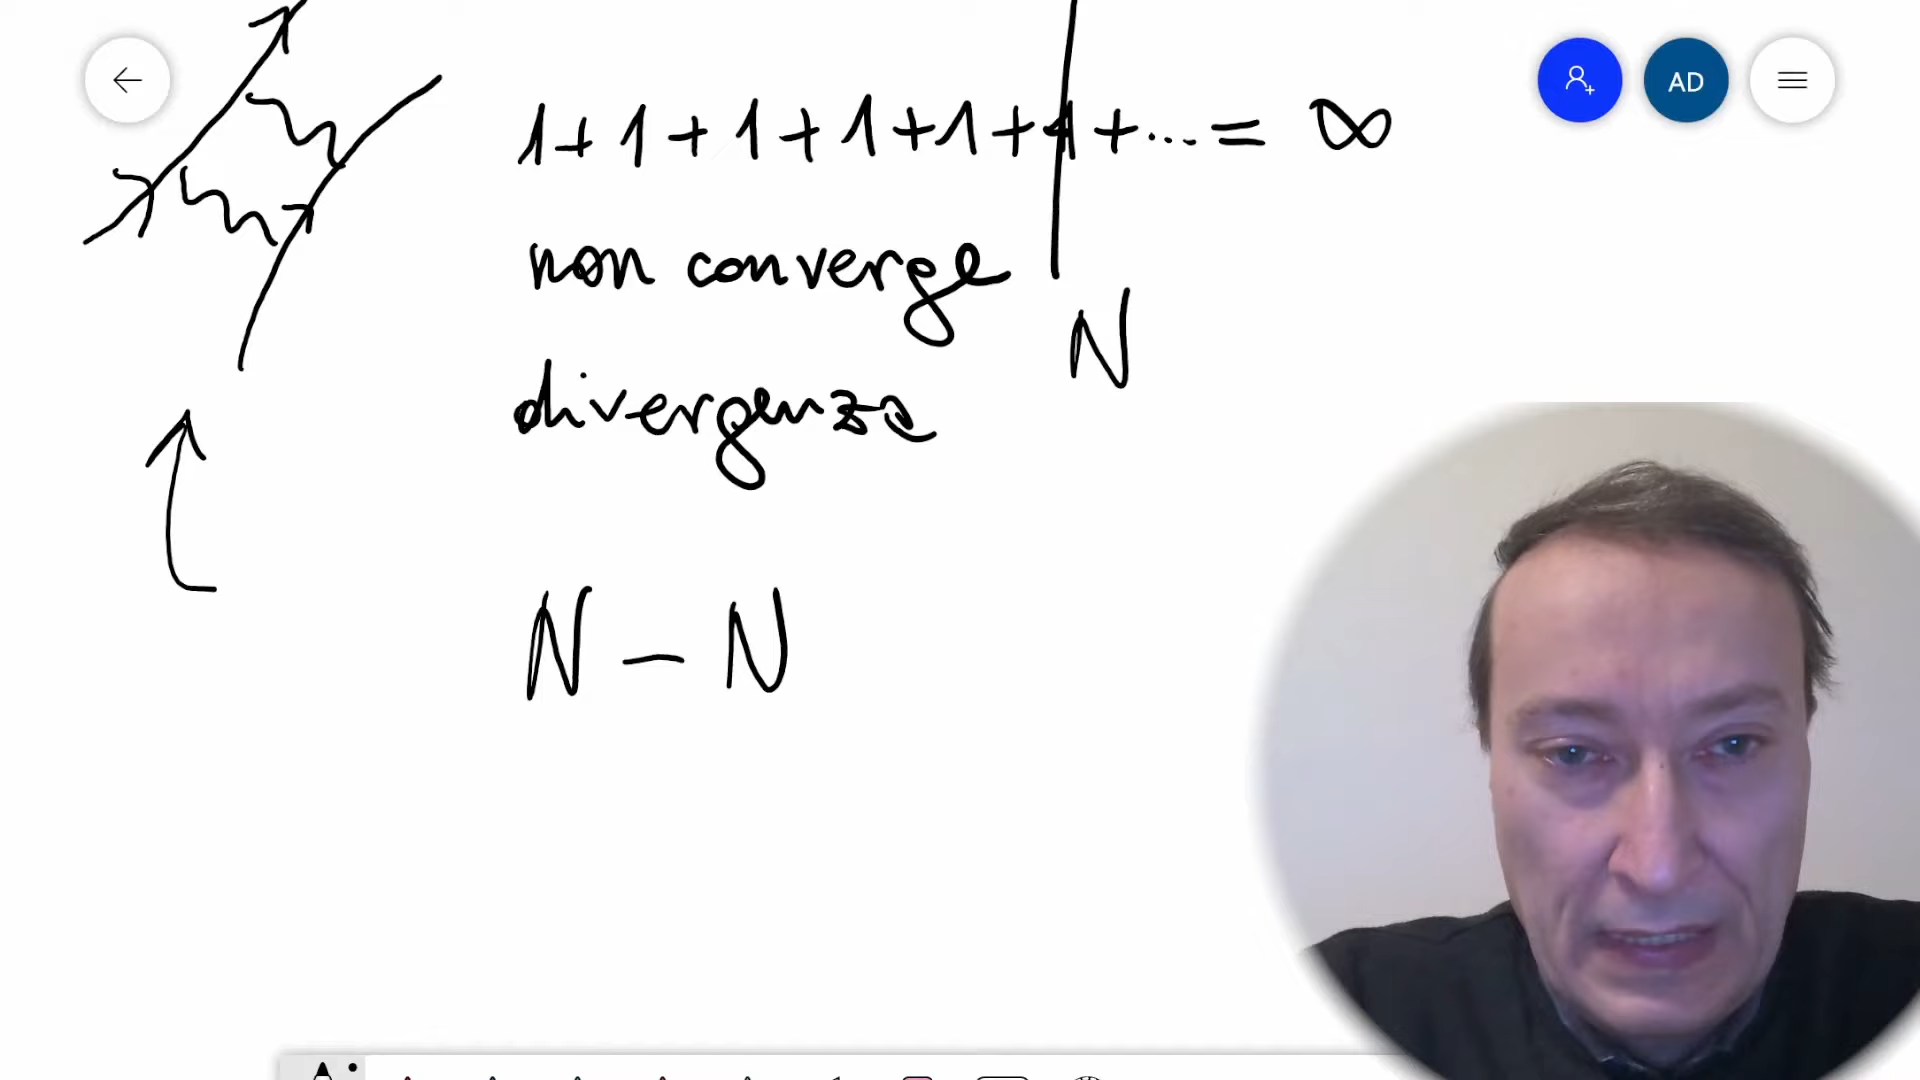 AD
1+1+1+1+1+1+...= ∞
non converge
N
divergenza
N - N